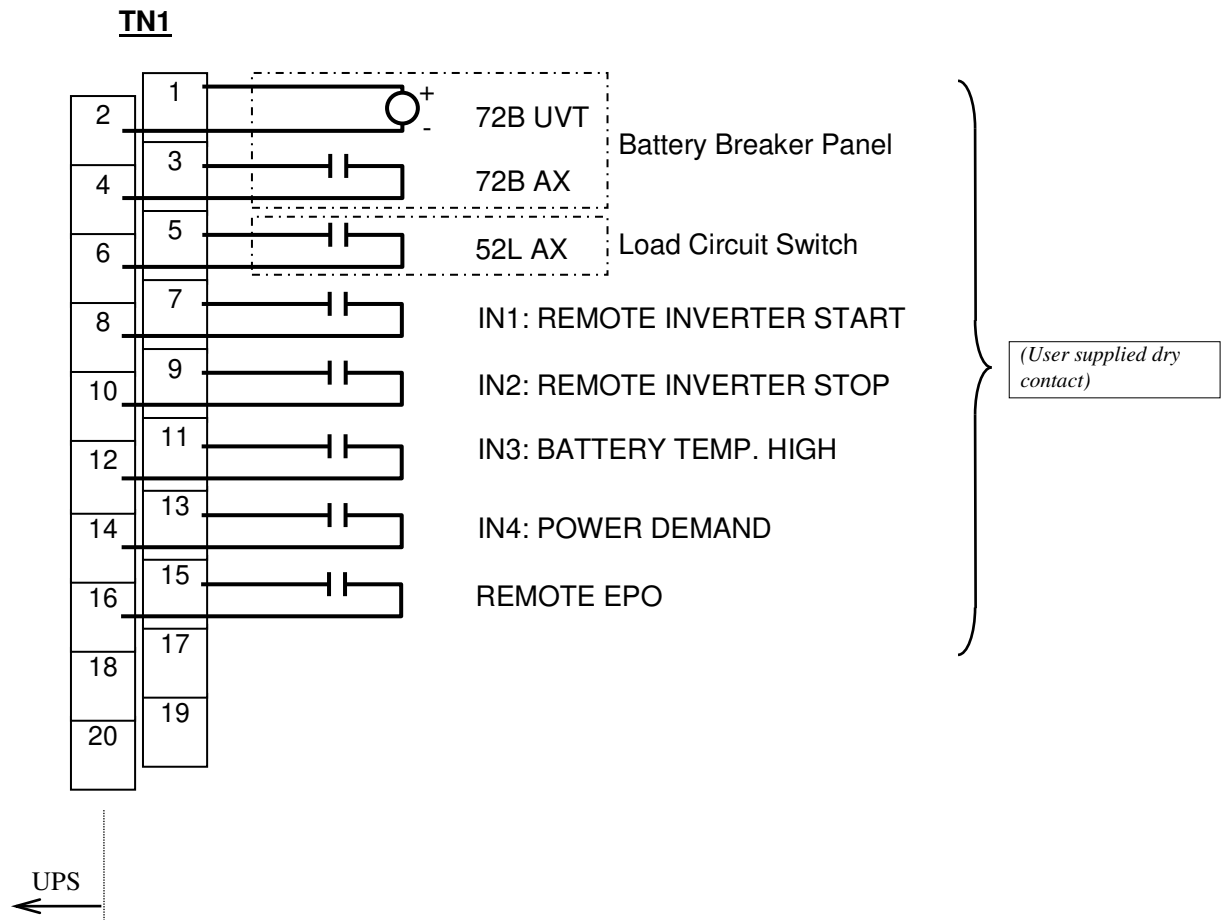 TN1
1
2
+
-
72B UVT
Battery Breaker Panel
3
4
72B AX
5
6
52L AX
Load Circuit Switch
7
8
IN1: REMOTE INVERTER START
9
10
IN2: REMOTE INVERTER STOP
(User supplied dry
contact)
11
12
IN3: BATTERY TEMP. HIGH
13
14
IN4: POWER DEMAND
15
16
REMOTE EPO
17
18
19
20
UPS